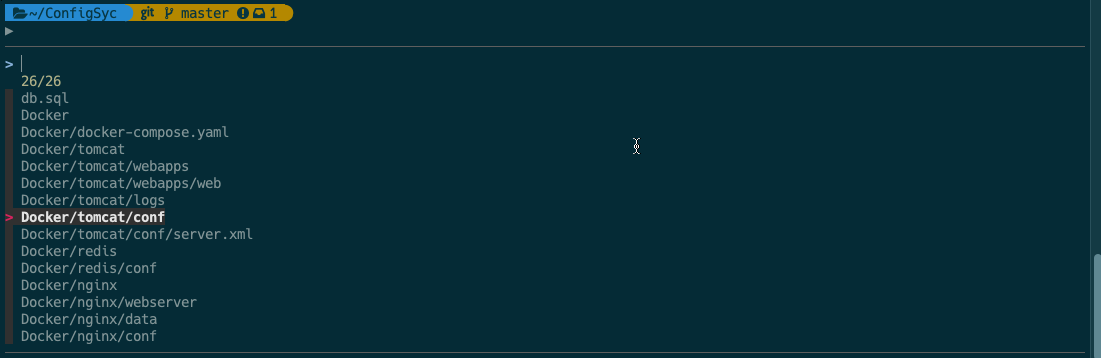 ~/ConfigSyc git master 1
>
26/26
db.sql
Docker
Docker/docker-compose.yaml
Docker/tomcat
Docker/tomcat/webapps
Docker/tomcat/webapps/web
Docker/tomcat/logs
> Docker/tomcat/conf
Docker/tomcat/conf/server.xml
Docker/redis
Docker/redis/conf
Docker/nginx
Docker/nginx/webserver
Docker/nginx/data
Docker/nginx/conf